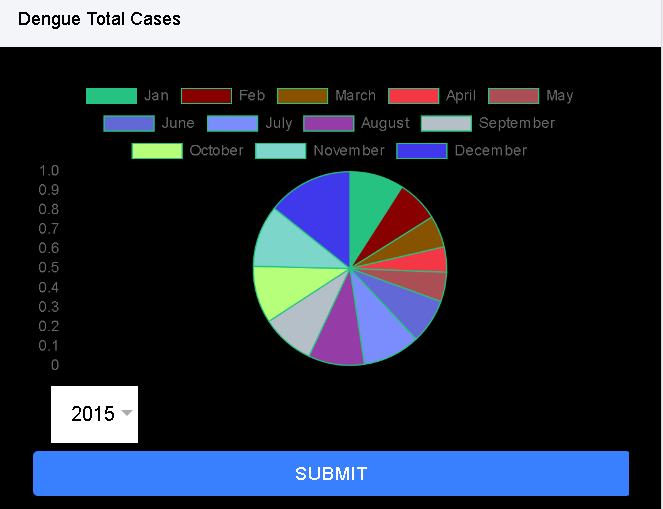 Dengue Total Cases
Jan Feb March April May
June July August September
October November December
1.0
0.9
0.8
0.7
0.6
0.5
0.4
0.3
0.2
0.1
0
2015
SUBMIT